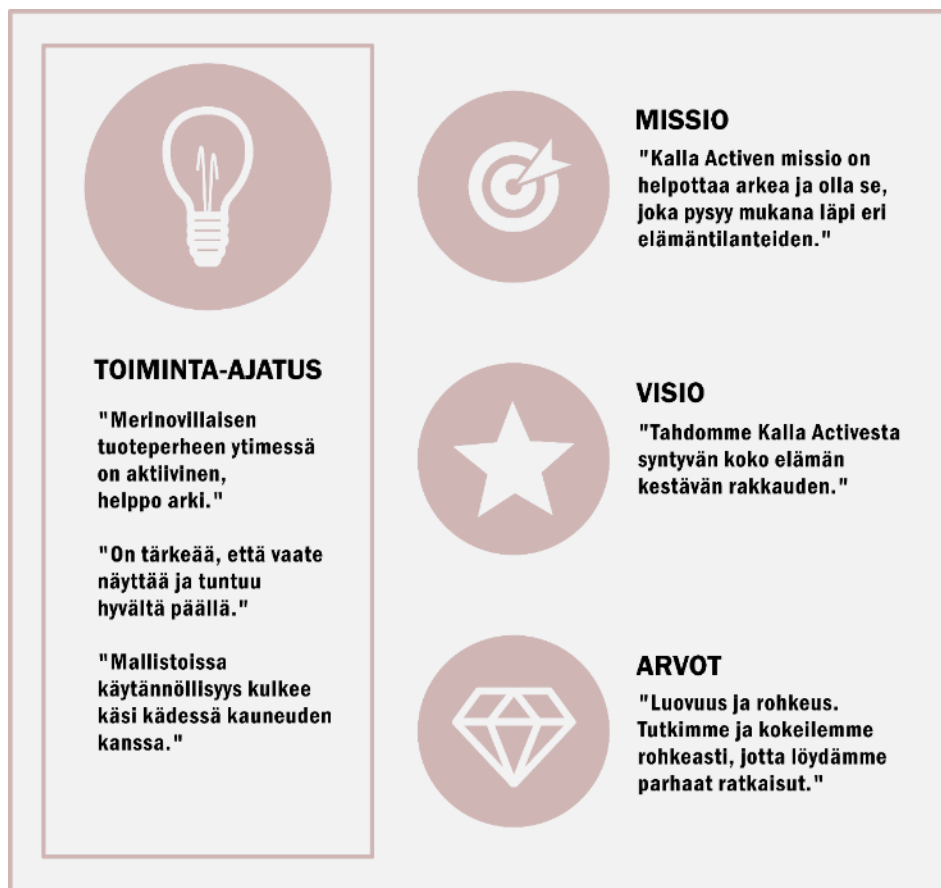 TOIMINTA-AJATUS
"Merinovillaisen
tuoteperheen ytimessä
on aktiivinen,
helppo arki."
"On tärkeää, että vaate
näyttää ja tuntuu
hyvältä päällä."
"Mallistoissa
käytännöllisyys kulkee
käsi kädessä kauneuden
kanssa."
MISSIO
"Kalla Activen missio on
helpottaa arkea ja olla se,
joka pysyy mukana läpi eri
elämäntilanteiden."
VISIO
"Tahdomme Kalla Activesta
syntyvän koko elämän
kestävän rakkauden."
ARVOT
"Luovuus ja rohkeus.
Tutkimme ja kokeilemme
rohkeasti, jotta löydämme
parhaat ratkaisut."